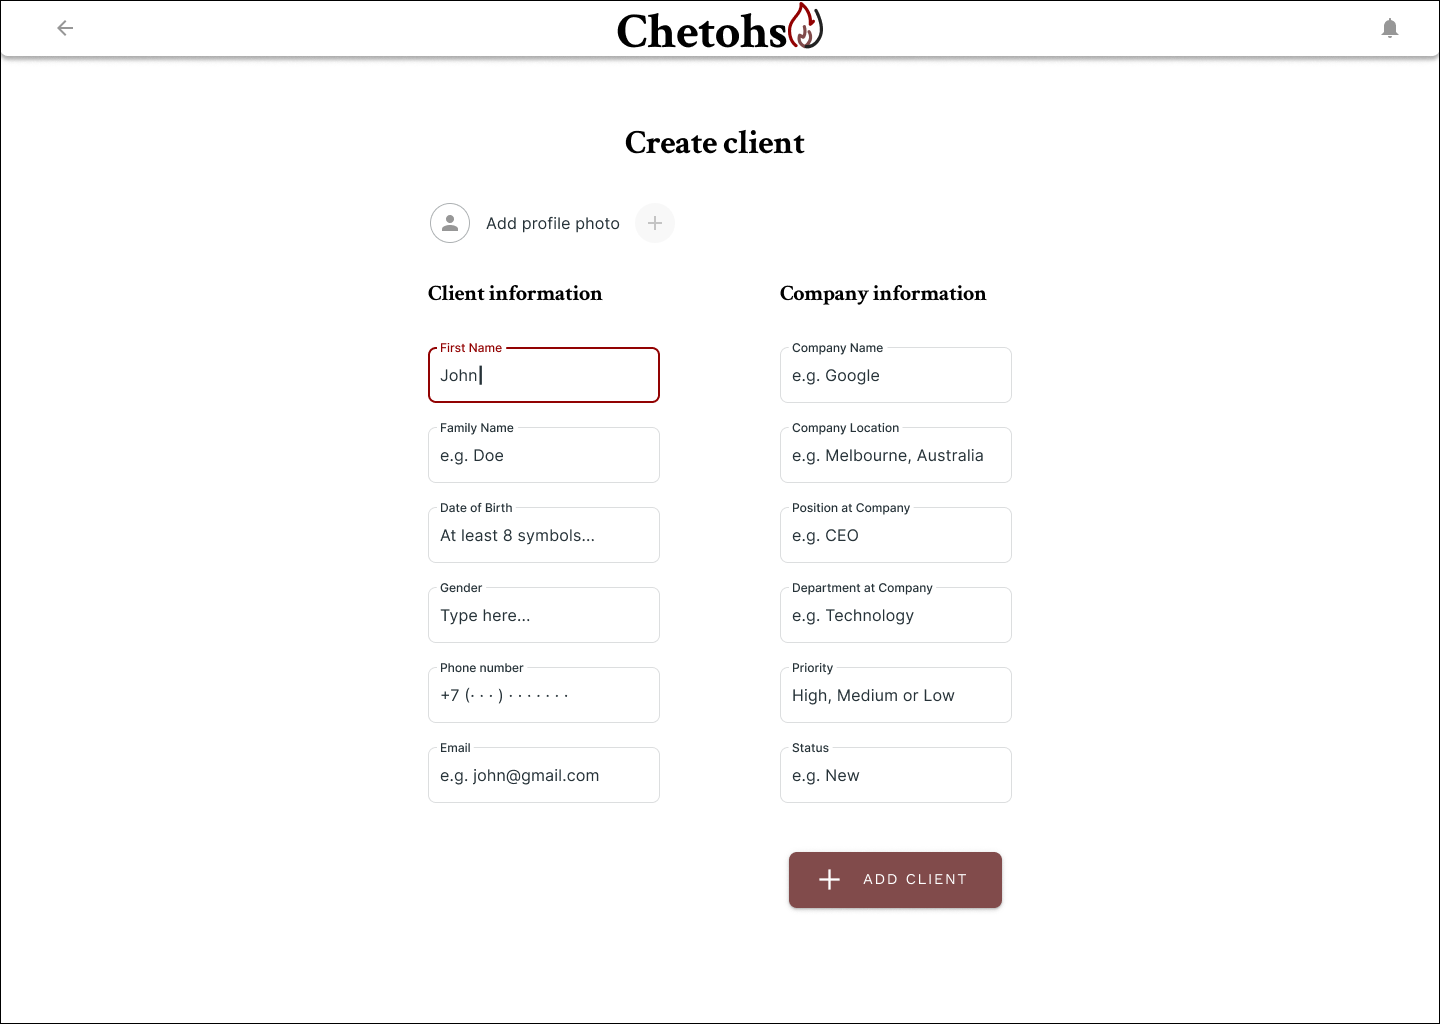 Chetohs
Create client
Add profile photo
Client information
First Name
John
Family Name
e.g. Doe
Date of Birth
At least 8 symbols...
Gender
Type here...
Phone number
+7 (· · · ) · · · · · · ·
Email
e.g. john@gmail.com
Company information
Company Name
e.g. Google
Company Location
e.g. Melbourne, Australia
Position at Company
e.g. CEO
Department at Company
e.g. Technology
Priority
High, Medium or Low
Status
e.g. New
ADD CLIENT